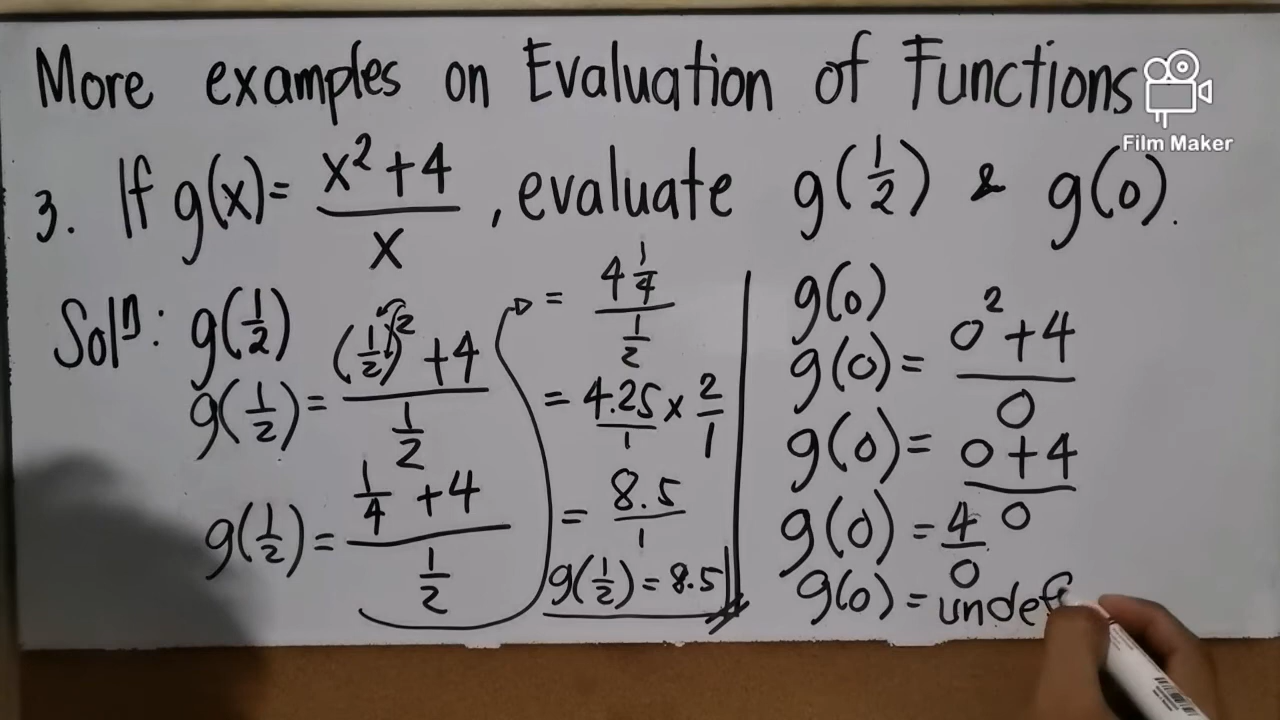 More examples on Evaluation of Functions
Film Maker
3. If g(x)= (x²+4)/x, evaluate g(1/2) & g(0).
Solⁿ: g(1/2)
g(1/2)= ((1/2)²+4)/(1/2)
g(1/2)= (1/4+4)/(1/2)
= (4 1/4)/(1/2)
= 4.25/1 × 2/1
= 8.5/1
g(1/2)=8.5
g(0)
g(0)= (0²+4)/0
g(0)= (0+4)/0
g(0)=4/0
g(0)=undef